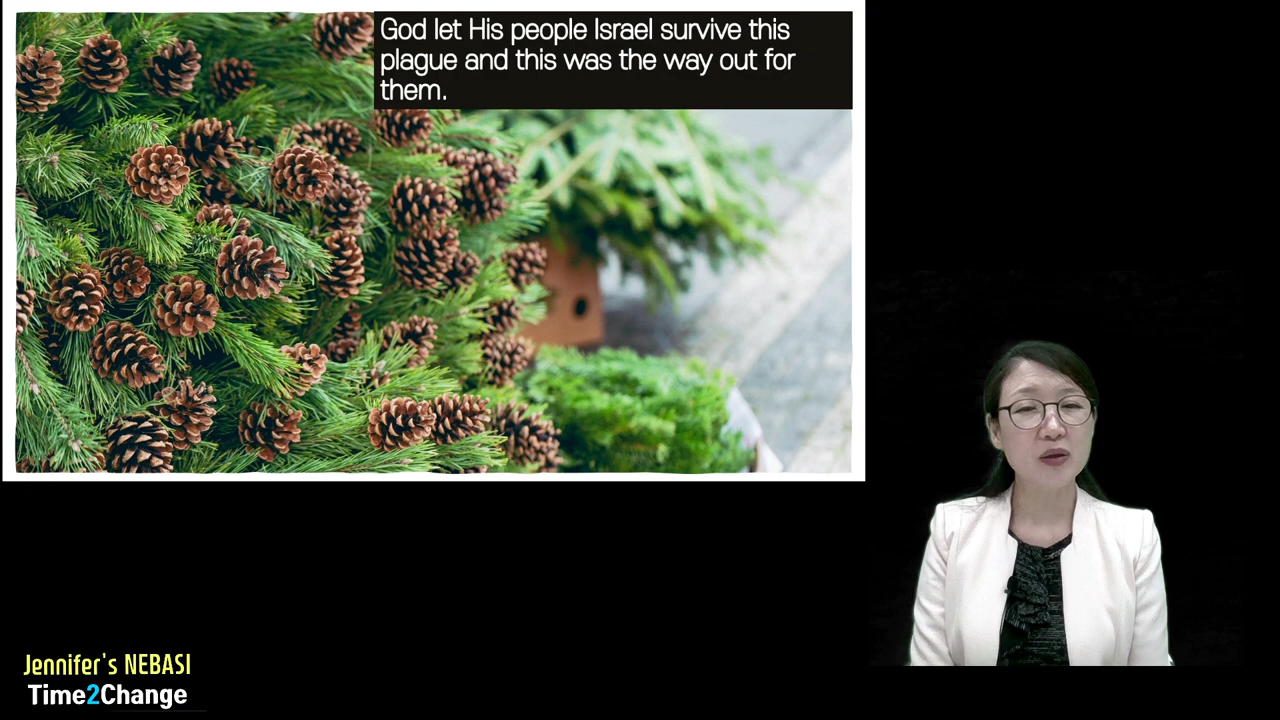 God let His people Israel survive this
plague and this was the way out for
them.
Jennifer's NEBASI
Time2Change